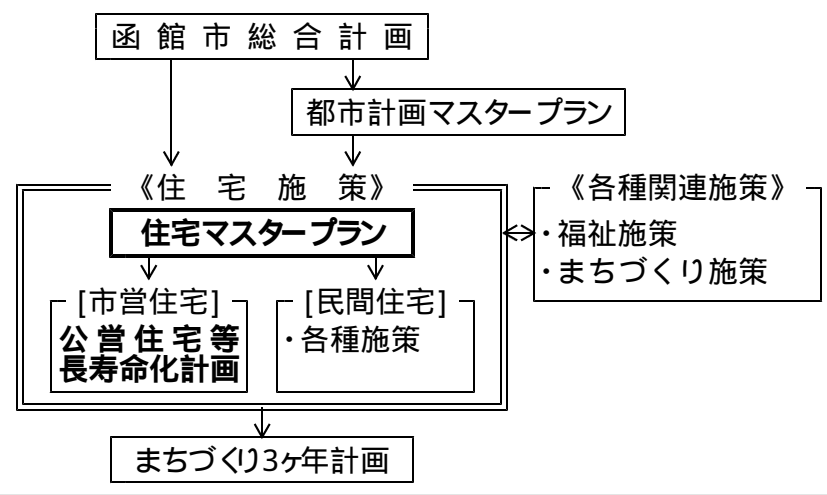 函館市総合計画
都市計画マスタープラン
《住宅施策》
住宅マスタープラン
[市営住宅]
公営住宅等
長寿命化計画
[民間住宅]
・各種施策
《各種関連施策》
・福祉施策
・まちづくり施策
まちづくり3ヶ年計画